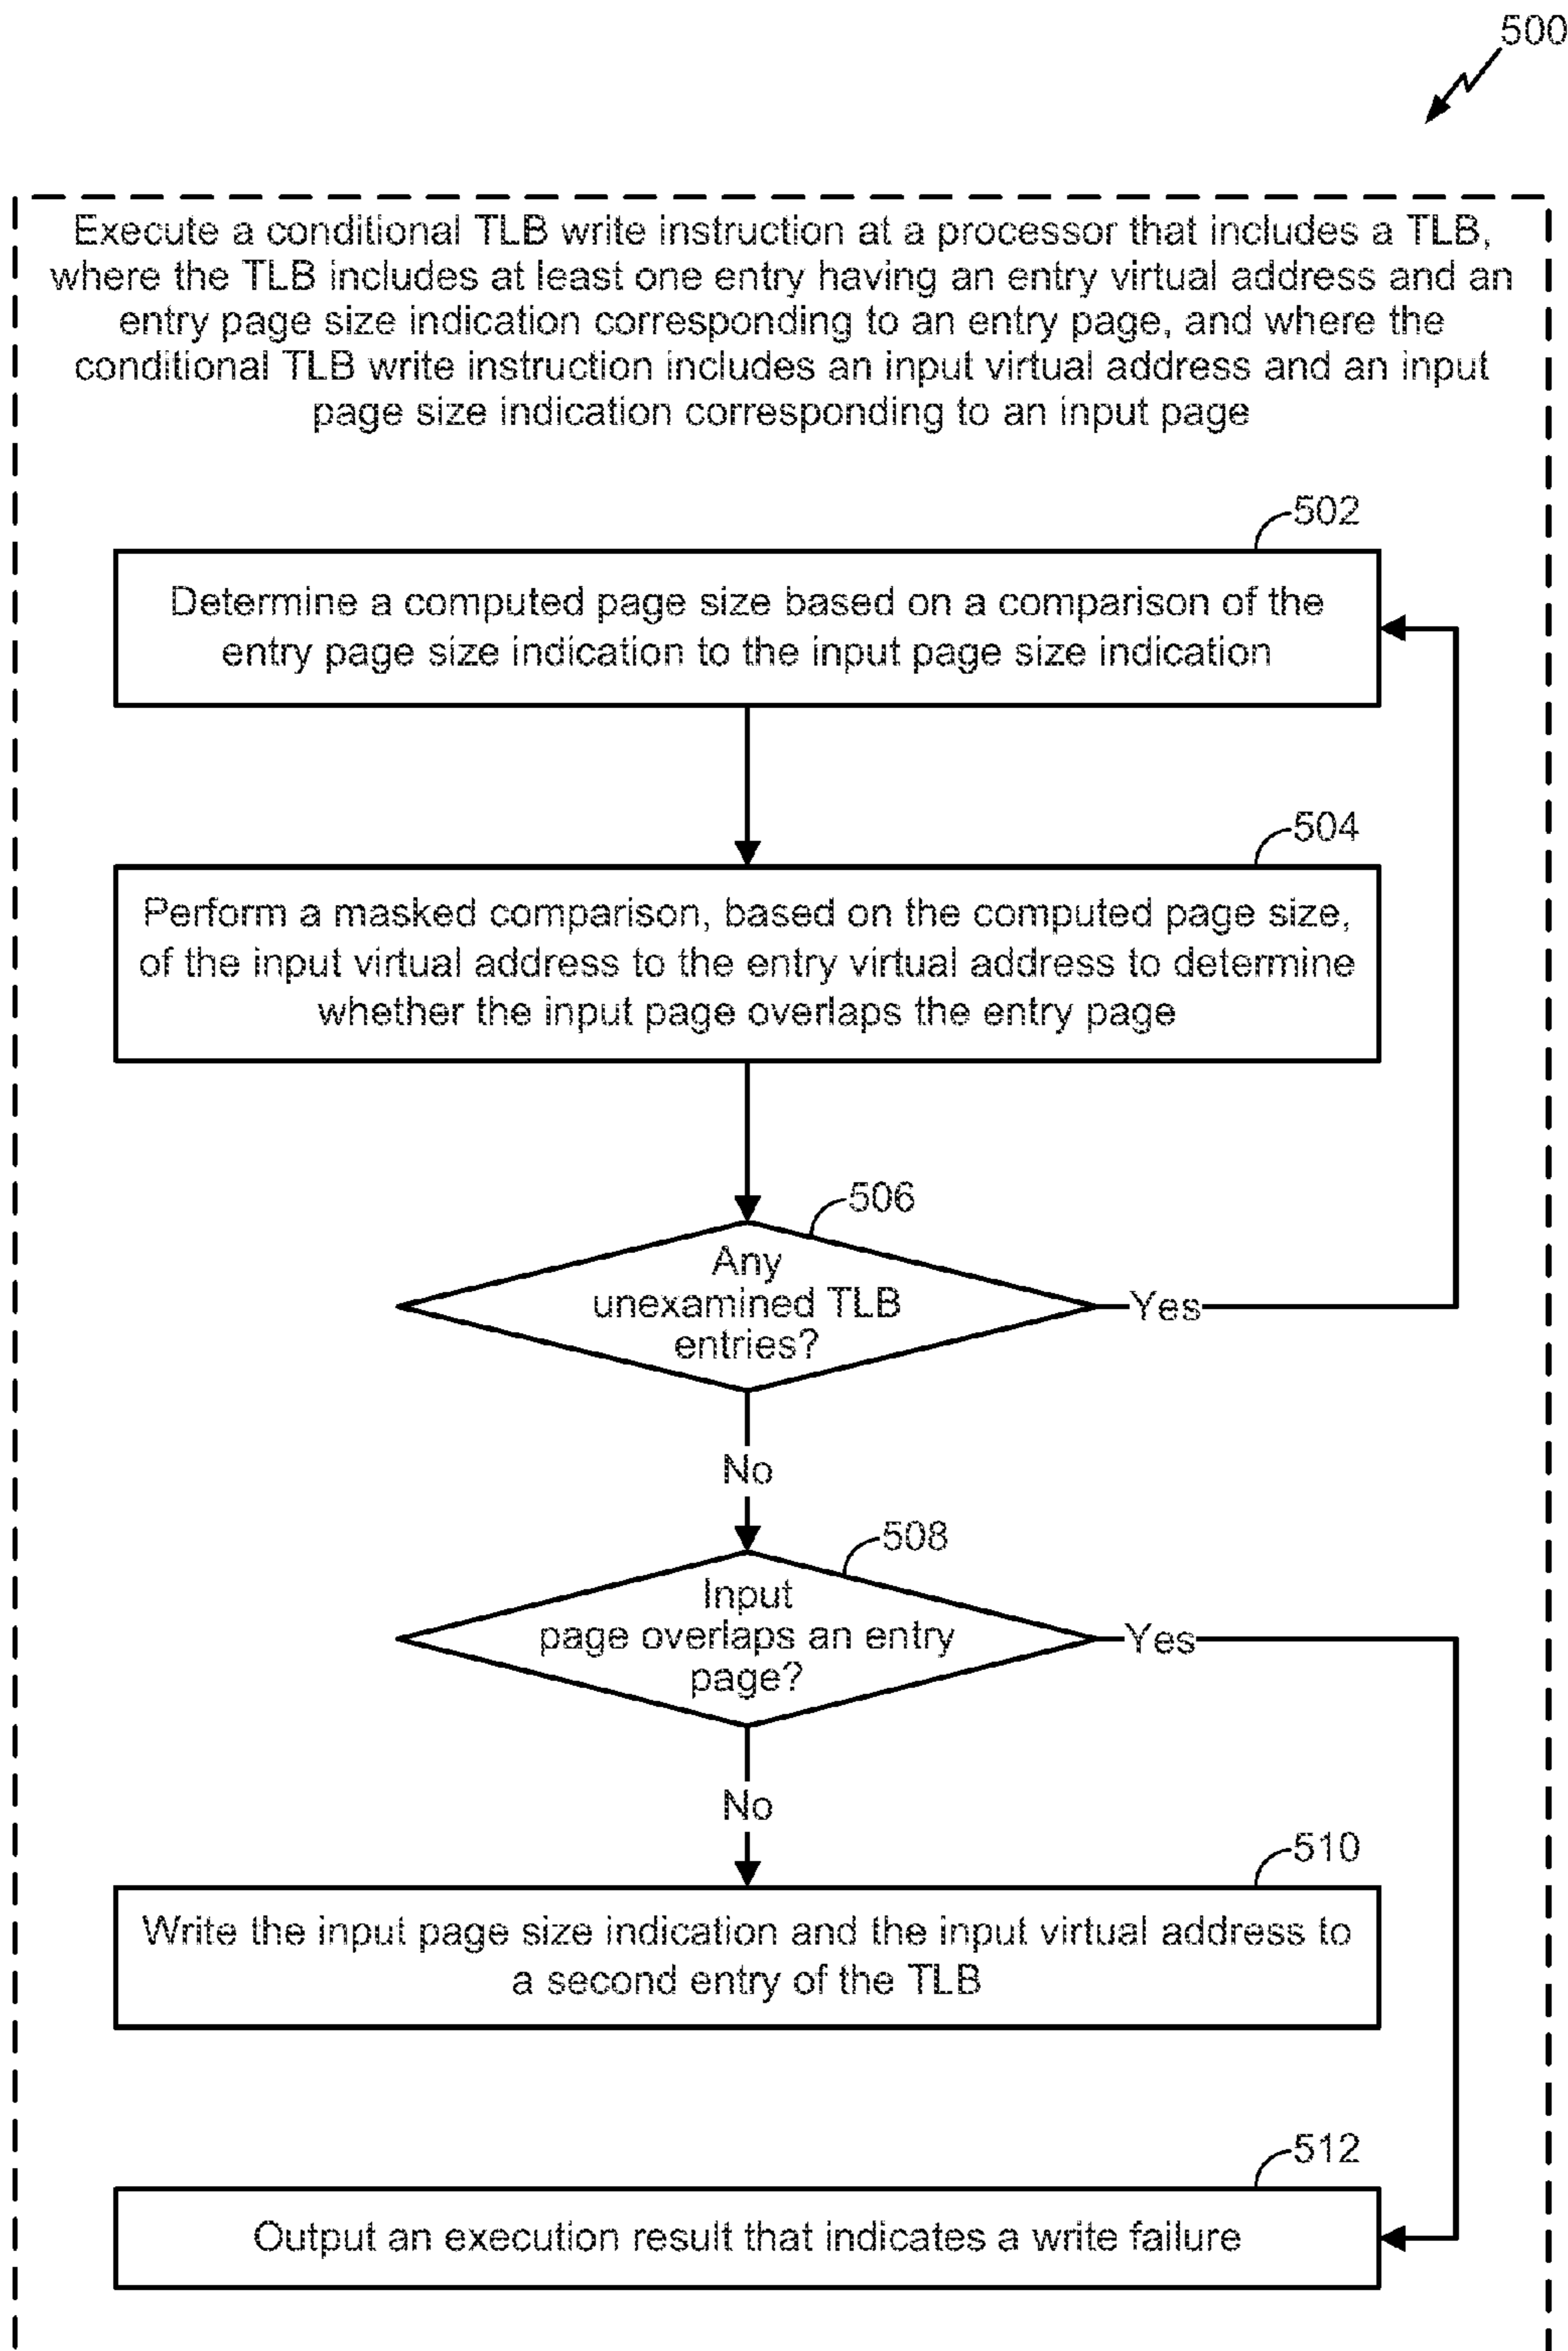 500
Execute a conditional TLB write instruction at a processor that includes a TLB,
where the TLB includes at least one entry having an entry virtual address and an
entry page size indication corresponding to an entry page, and where the
conditional TLB write instruction includes an input virtual address and an input
page size indication corresponding to an input page
502
Determine a computed page size based on a comparison of the
entry page size indication to the input page size indication
504
Perform a masked comparison, based on the computed page size,
of the input virtual address to the entry virtual address to determine
whether the input page overlaps the entry page
506
Any
unexamined TLB
entries?
Yes
No
508
Input
page overlaps an entry
page?
Yes
No
510
Write the input page size indication and the input virtual address to
a second entry of the TLB
512
Output an execution result that indicates a write failure